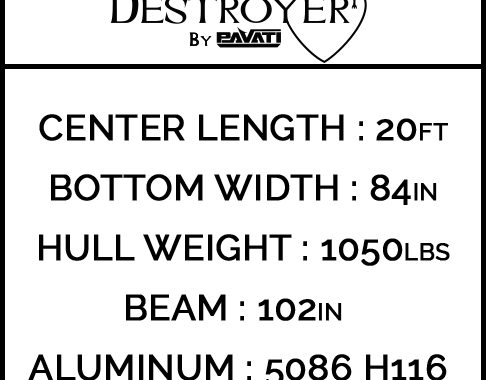 DESTROYER
BY PAVATI
CENTER LENGTH : 20FT
BOTTOM WIDTH : 84IN
HULL WEIGHT : 1050LBS
BEAM : 102IN
ALUMINUM : 5086 H116